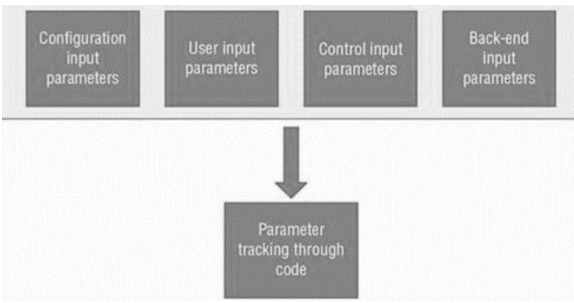 Configuration
input
parameters
User input
parameters
Control input
parameters
Back-end
input
parameters
Parameter
tracking through
code